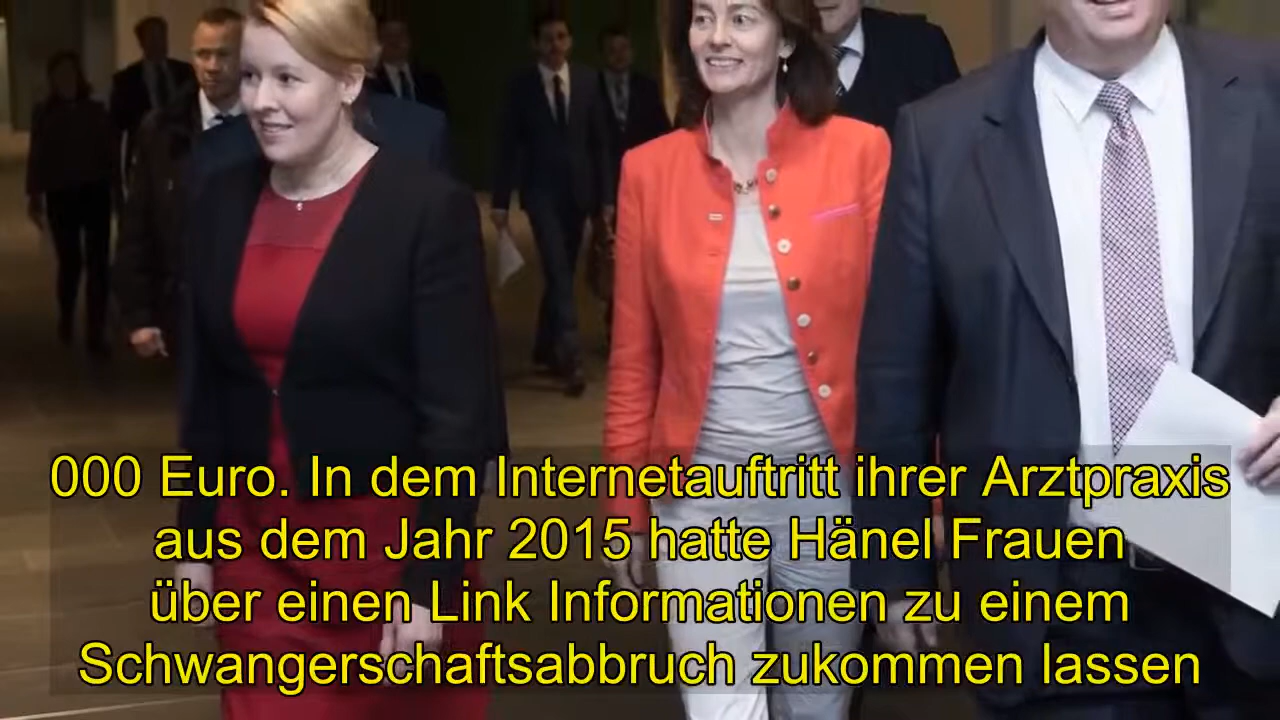 000 Euro. In dem Internetauftritt ihrer Arztpraxis
aus dem Jahr 2015 hatte Hänel Frauen
über einen Link Informationen zu einem
Schwangerschaftsabbruch zukommen lassen